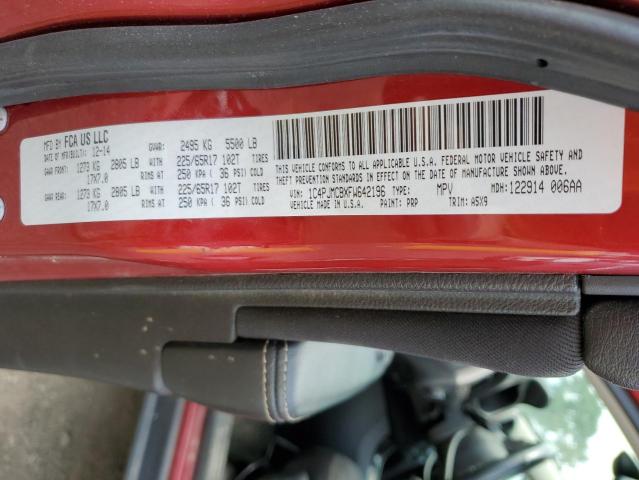 MFD BY FCA US LLC
DATE OF MFR(BUILT): 12-14 GVWR: 2495 KG 5500 LB
GAWR FRONT: 1273 KG 2805 LB WITH 225/65R17 102T TIRES
17X7.0 RIMS AT 250 KPA ( 36 PSI) COLD
GAWR REAR: 1273 KG 2805 LB WITH 225/65R17 102T TIRES
17X7.0 RIMS AT 250 KPA ( 36 PSI) COLD
THIS VEHICLE CONFORMS TO ALL APPLICABLE U.S.A. FEDERAL MOTOR VEHICLE SAFETY AND
THEFT PREVENTION STANDARDS IN EFFECT ON THE DATE OF MANUFACTURE SHOWN ABOVE.
VIN: 1C4PJMCBXFW642196 TYPE: MPV MDH: 122914 006AA
VEHICLE MADE IN U.S.A. PAINT: PRP TRIM: A5X9